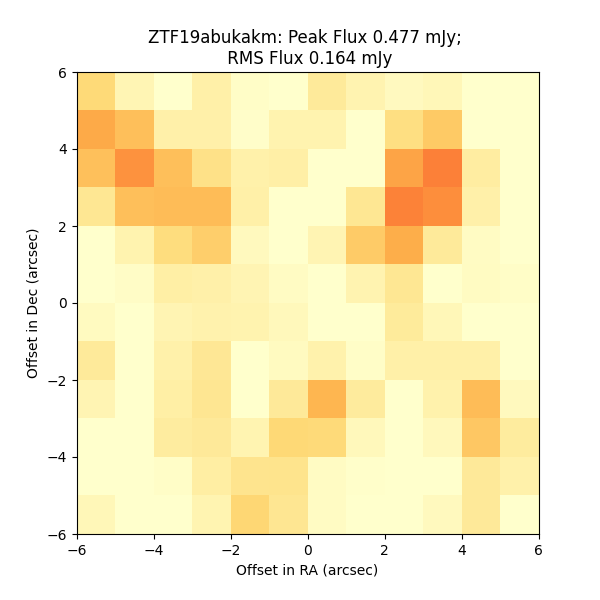 ZTF19abukakm: Peak Flux 0.477 mJy;
RMS Flux 0.164 mJy
6
4
2
0
−2
−4
−6
Offset in Dec (arcsec)
−6 −4 −2 0 2 4 6
Offset in RA (arcsec)